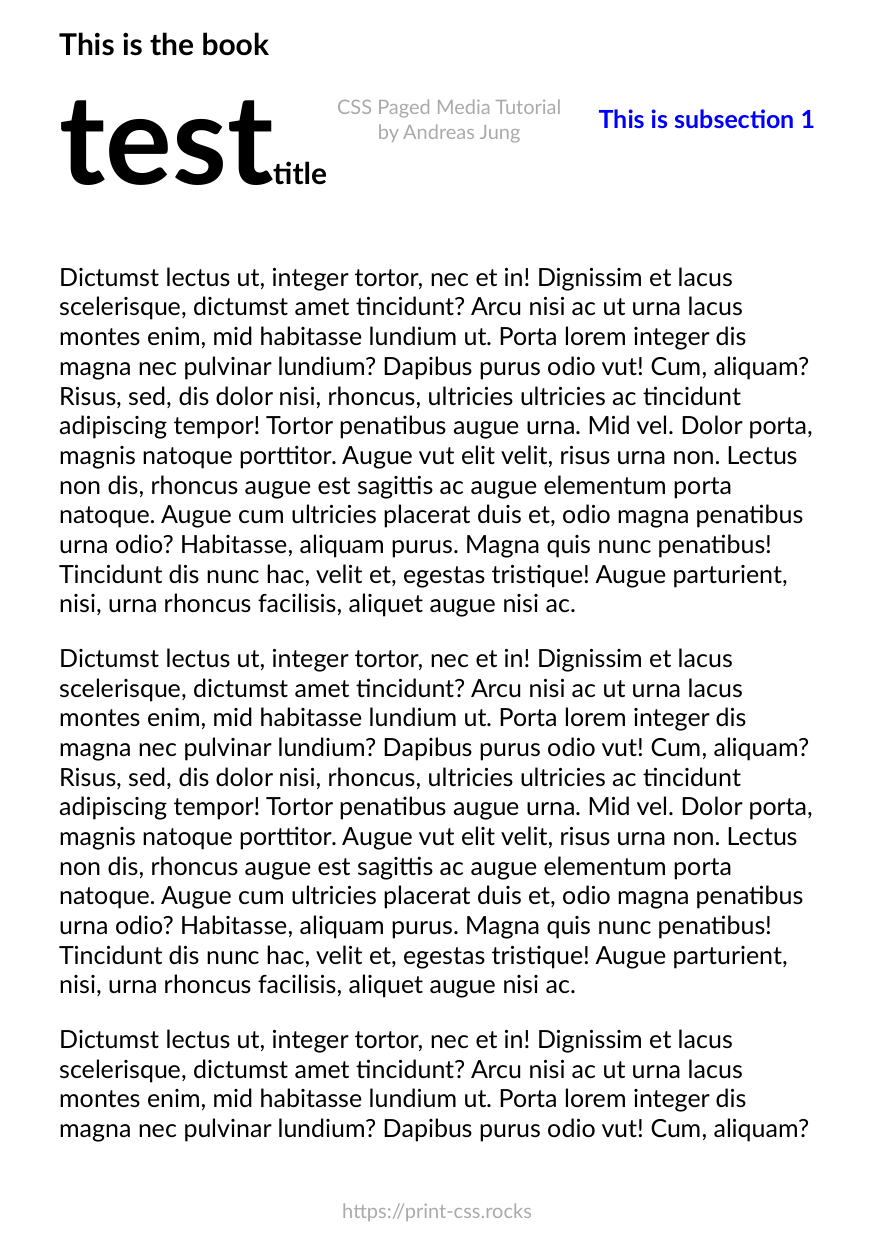 This is the book
test title
CSS Paged Media Tutorial
by Andreas Jung
This is subsection 1
Dictumst lectus ut, integer tortor, nec et in! Dignissim et lacus
scelerisque, dictumst amet tincidunt? Arcu nisi ac ut urna lacus
montes enim, mid habitasse lundium ut. Porta lorem integer dis
magna nec pulvinar lundium? Dapibus purus odio vut! Cum, aliquam?
Risus, sed, dis dolor nisi, rhoncus, ultricies ultricies ac tincidunt
adipiscing tempor! Tortor penatibus augue urna. Mid vel. Dolor porta,
magnis natoque porttitor. Augue vut elit velit, risus urna non. Lectus
non dis, rhoncus augue est sagittis ac augue elementum porta
natoque. Augue cum ultricies placerat duis et, odio magna penatibus
urna odio? Habitasse, aliquam purus. Magna quis nunc penatibus!
Tincidunt dis nunc hac, velit et, egestas tristique! Augue parturient,
nisi, urna rhoncus facilisis, aliquet augue nisi ac.
Dictumst lectus ut, integer tortor, nec et in! Dignissim et lacus
scelerisque, dictumst amet tincidunt? Arcu nisi ac ut urna lacus
montes enim, mid habitasse lundium ut. Porta lorem integer dis
magna nec pulvinar lundium? Dapibus purus odio vut! Cum, aliquam?
Risus, sed, dis dolor nisi, rhoncus, ultricies ultricies ac tincidunt
adipiscing tempor! Tortor penatibus augue urna. Mid vel. Dolor porta,
magnis natoque porttitor. Augue vut elit velit, risus urna non. Lectus
non dis, rhoncus augue est sagittis ac augue elementum porta
natoque. Augue cum ultricies placerat duis et, odio magna penatibus
urna odio? Habitasse, aliquam purus. Magna quis nunc penatibus!
Tincidunt dis nunc hac, velit et, egestas tristique! Augue parturient,
nisi, urna rhoncus facilisis, aliquet augue nisi ac.
Dictumst lectus ut, integer tortor, nec et in! Dignissim et lacus
scelerisque, dictumst amet tincidunt? Arcu nisi ac ut urna lacus
montes enim, mid habitasse lundium ut. Porta lorem integer dis
magna nec pulvinar lundium? Dapibus purus odio vut! Cum, aliquam?
https://print-css.rocks